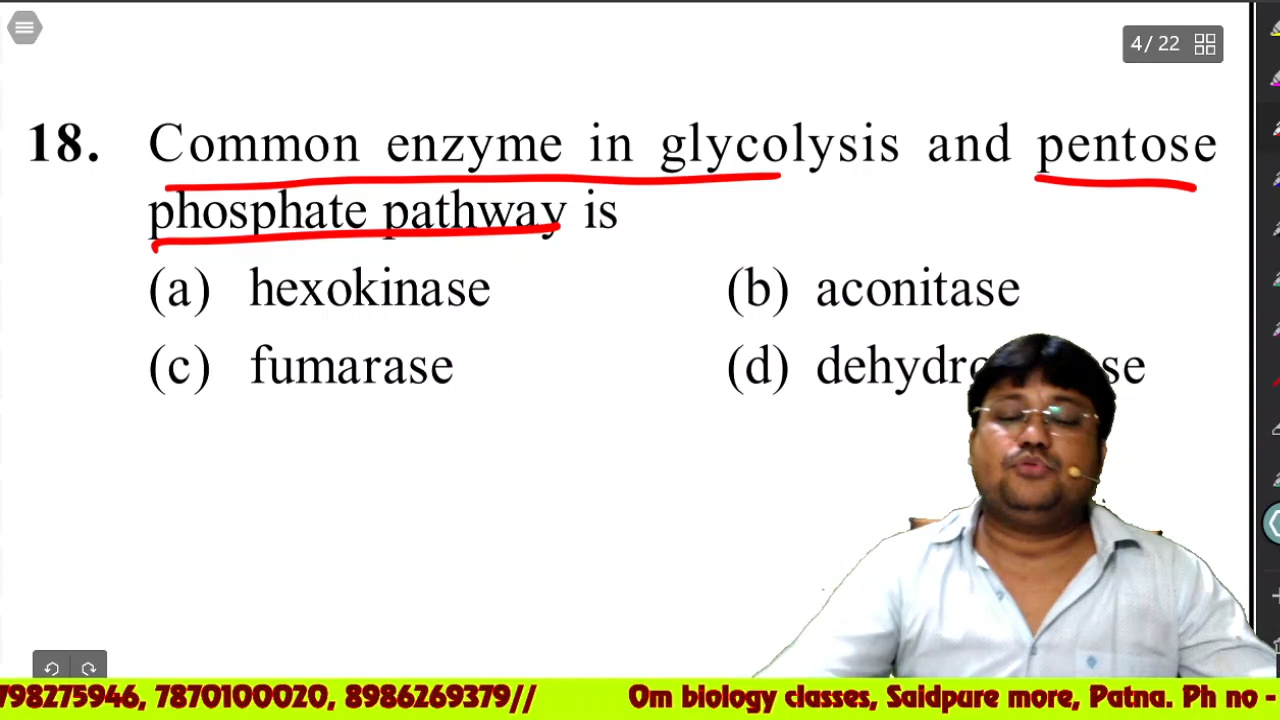 4/ 22
18. Common enzyme in glycolysis and pentose
phosphate pathway is
(a) hexokinase (b) aconitase
(c) fumarase (d)
798275946, 7870100020, 8986269379// Om biology classes, Saidpure more, Patna. Ph no -